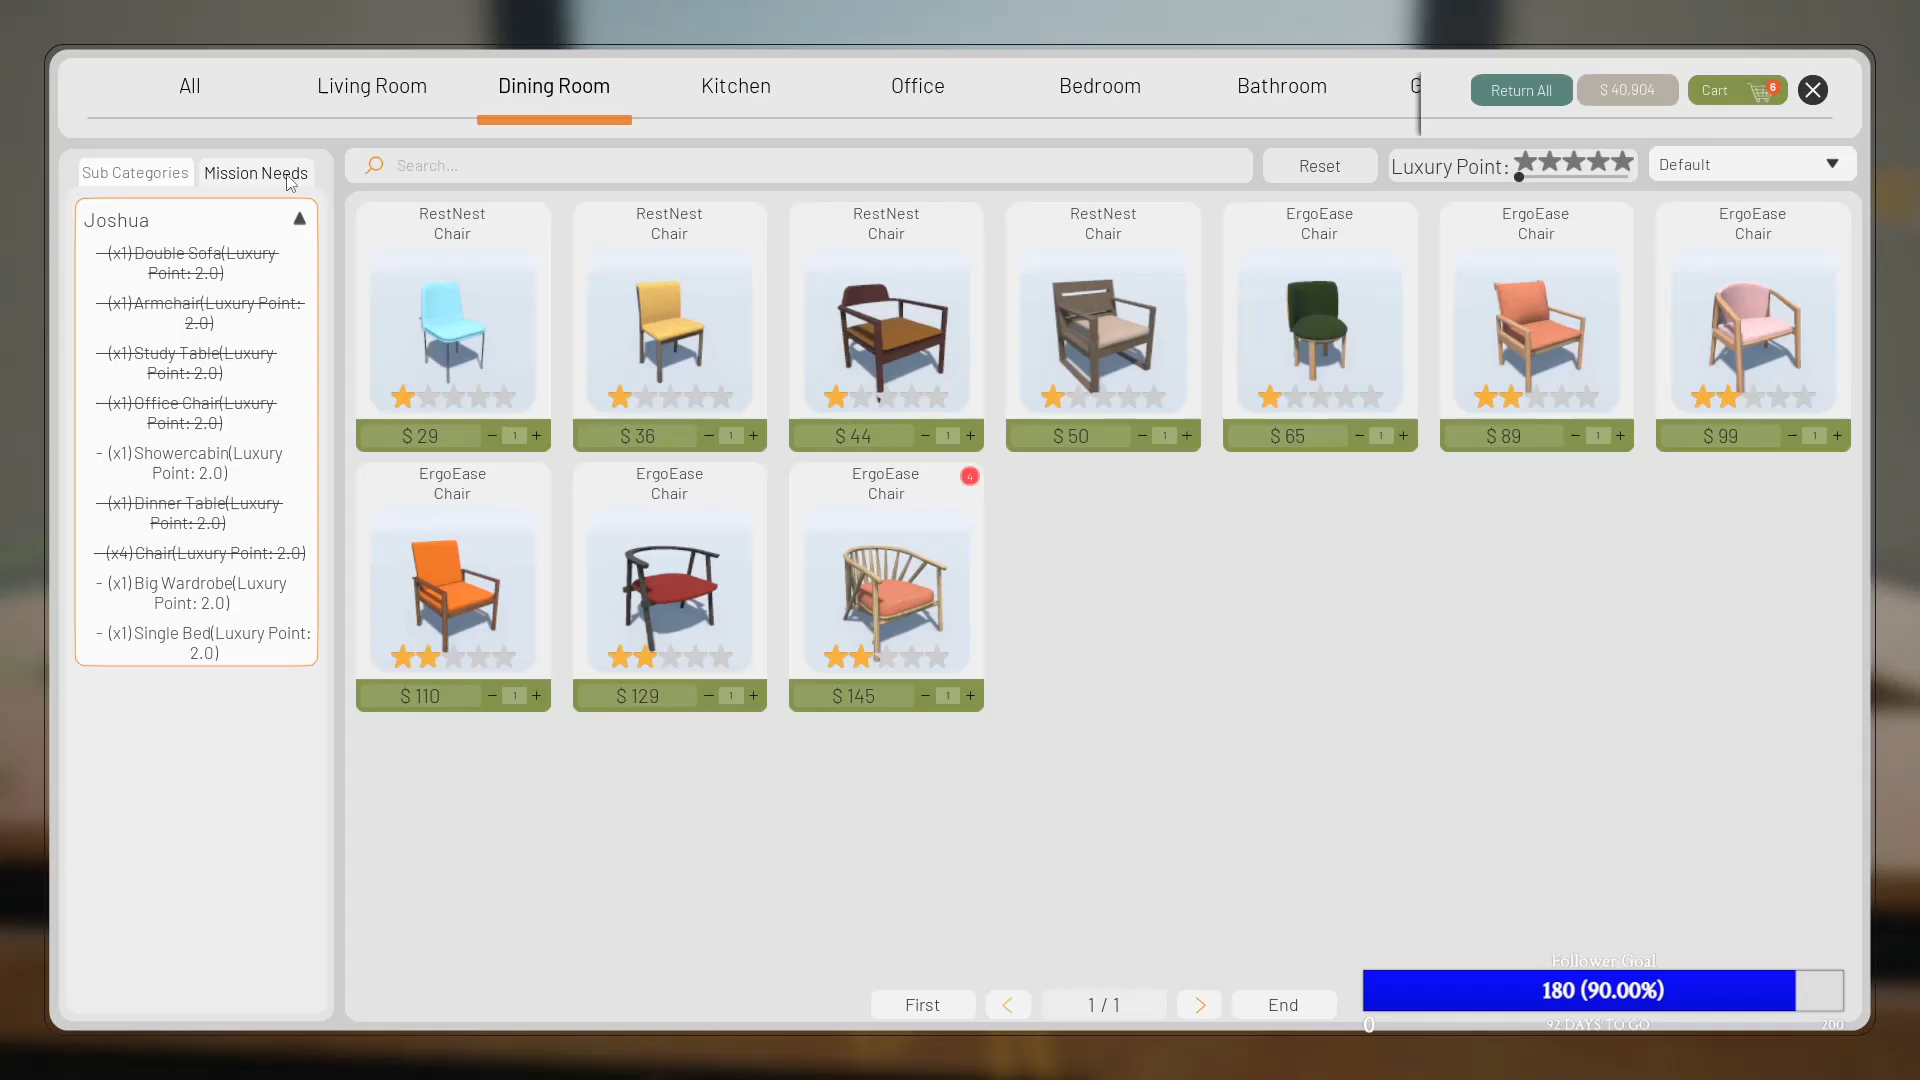 All
Living Room
Dining Room
Kitchen
Office
Bedroom
Bathroom
Return All
$ 40,904
Cart
6
Sub Categories
Mission Needs
Search...
Reset
Luxury Point:
Default
Joshua
- (x1) Double Sofa(Luxury
Point: 2.0)
- (x1) Armchair(Luxury Point:
2.0)
- (x1) Study Table(Luxury
Point: 2.0)
- (x1) Office Chair(Luxury
Point: 2.0)
- (x1) Showercabin(Luxury
Point: 2.0)
- (x1) Dinner Table(Luxury
Point: 2.0)
- (x4) Chair(Luxury Point: 2.0)
- (x1) Big Wardrobe(Luxury
Point: 2.0)
- (x1) Single Bed(Luxury Point:
2.0)
RestNest
Chair
$ 29
− 1 +
RestNest
Chair
$ 36
− 1 +
RestNest
Chair
$ 44
− 1 +
RestNest
Chair
$ 50
− 1 +
ErgoEase
Chair
$ 65
− 1 +
ErgoEase
Chair
$ 89
− 1 +
ErgoEase
Chair
$ 99
− 1 +
ErgoEase
Chair
$ 110
− 1 +
ErgoEase
Chair
$ 129
− 1 +
ErgoEase
Chair
4
$ 145
− 1 +
First
<
1 / 1
>
End
Follower Goal
180 (90.00%)
0
92 DAYS TO GO
200